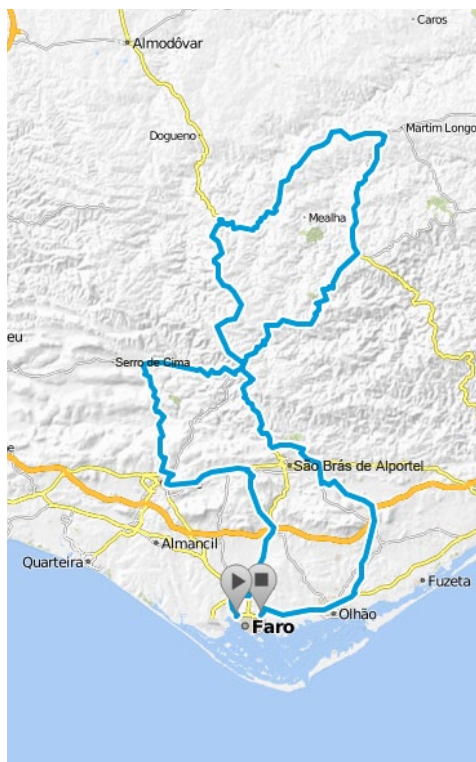 Caros
Almodôvar
Dogueno
Martim Longo
Mealha
eu
Serro de Cima
São Brás de Alportel
Almancil
Quarteira
Fuzeta
Olhão
Faro